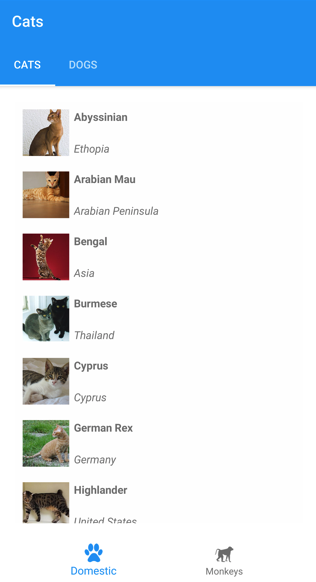 Cats
CATS DOGS
Abyssinian
Ethopia
Arabian Mau
Arabian Peninsula
Bengal
Asia
Burmese
Thailand
Cyprus
Cyprus
German Rex
Germany
Highlander
United States
Domestic Monkeys